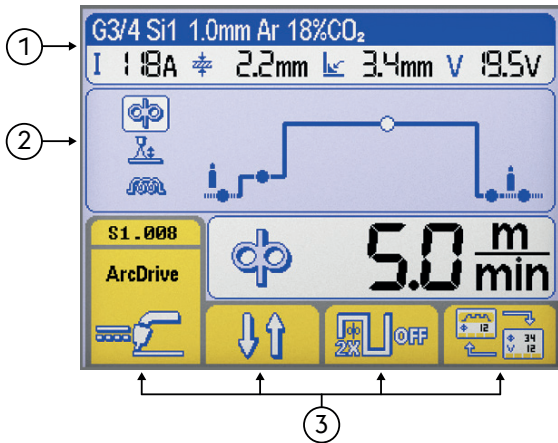 G3/4 Si1 1.0mm Ar 18%CO₂
I 118A 2.2mm 3.4mm V 19.5V
1
2
S1.008
ArcDrive
5.0 m/min
2X OFF
12
34
V 12
3